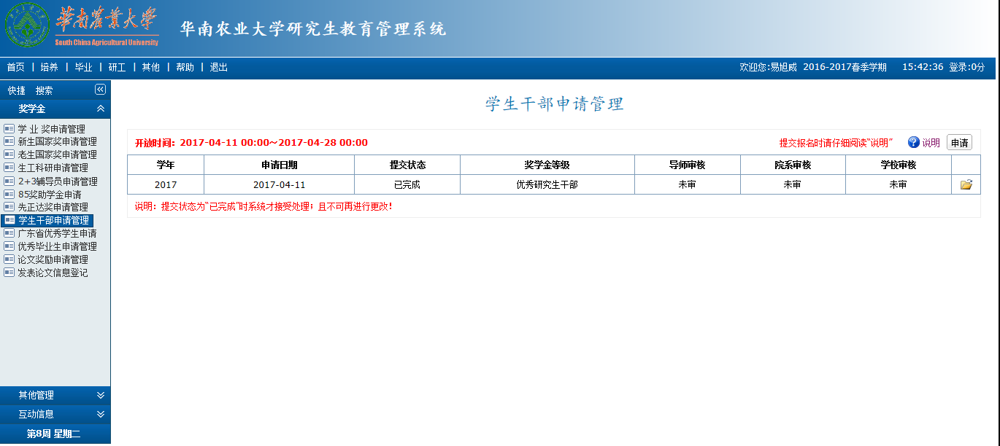 华南农业大学
South China Agricultural University
华南农业大学研究生教育管理系统
首页 | 培养 | 毕业 | 研工 | 其他 | 帮助 | 退出
欢迎您:易旭威 2016-2017春季学期 15:42:36 登录:0分
快捷 搜索
奖学金
学 业 奖申请管理
新生国家奖申请管理
老生国家奖申请管理
生工科研申请管理
2+3辅导员申请管理
85奖助学金申请
先正达奖申请管理
学生干部申请管理
广东省优秀学生申请
优秀毕业生申请管理
论文奖励申请管理
发表论文信息登记
其他管理
互动信息
第8周 星期二
学生干部申请管理
开放时间：2017-04-11 00:00～2017-04-28 00:00 提交报名时请仔细阅读“说明” 说明 申请
学年 申请日期 提交状态 奖学金等级 导师审核 院系审核 学校审核
2017 2017-04-11 已完成 优秀研究生干部 未审 未审 未审
说明：提交状态为“已完成”时系统才接受处理；且不可再进行更改！